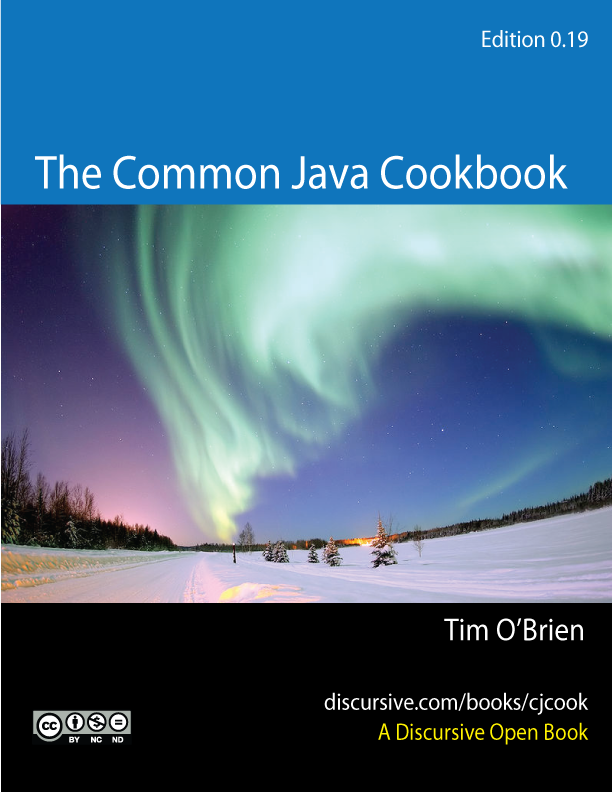 Edition 0.19
The Common Java Cookbook
Tim O’Brien
discursive.com/books/cjcook
A Discursive Open Book
cc
BY NC ND